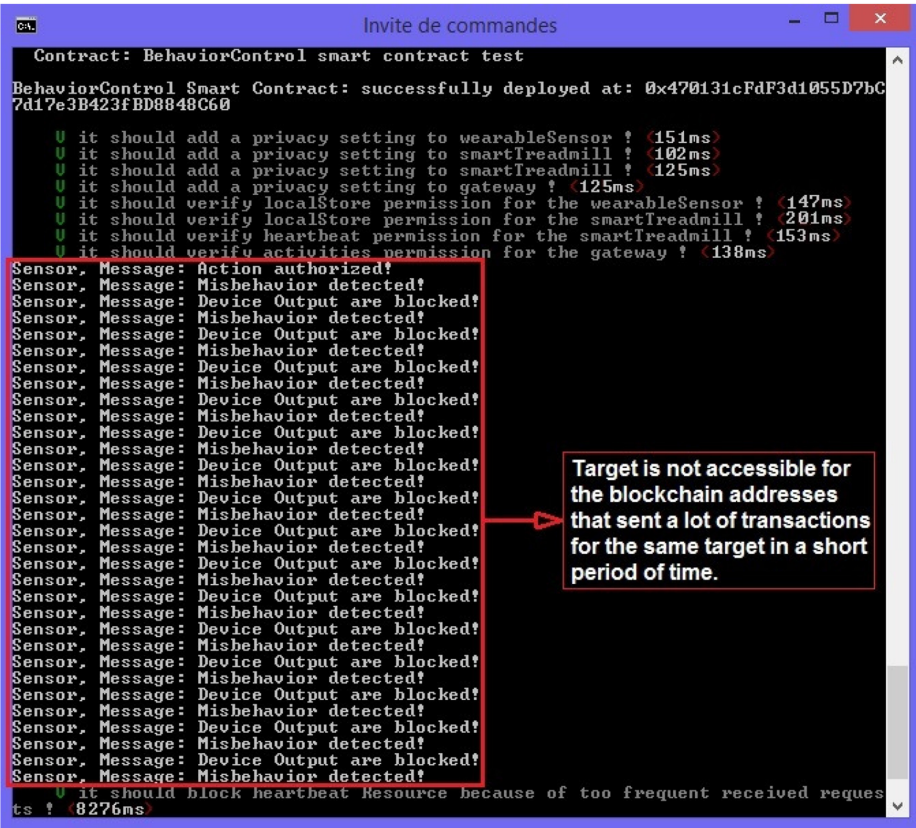 C:\.
Invite de commandes
Contract: BehaviorControl smart contract test
BehaviorControl Smart Contract: successfully deployed at: 0x470131cFdF3d1055D7bC
7d17e3B423fBD8848C60
V it should add a privacy setting to wearableSensor ! (151ms)
V it should add a privacy setting to smartTreadmill ! (102ms)
V it should add a privacy setting to smartTreadmill ! (125ms)
V it should add a privacy setting to gateway ! (125ms)
V it should verify localStore permission for the wearableSensor ! (147ms)
V it should verify localStore permission for the smartTreadmill ! (201ms)
V it should verify heartbeat permission for the smartTreadmill ! (153ms)
V it should verify activities permission for the gateway ! (138ms)
Sensor, Message: Action authorized!
Sensor, Message: Misbehavior detected!
Sensor, Message: Device Output are blocked!
Sensor, Message: Misbehavior detected!
Sensor, Message: Device Output are blocked!
Sensor, Message: Misbehavior detected!
Sensor, Message: Device Output are blocked!
Sensor, Message: Misbehavior detected!
Sensor, Message: Device Output are blocked!
Sensor, Message: Misbehavior detected!
Sensor, Message: Device Output are blocked!
Sensor, Message: Misbehavior detected!
Sensor, Message: Device Output are blocked!
Sensor, Message: Misbehavior detected!
Sensor, Message: Device Output are blocked!
Sensor, Message: Misbehavior detected!
Sensor, Message: Device Output are blocked!
Sensor, Message: Misbehavior detected!
Sensor, Message: Device Output are blocked!
Sensor, Message: Misbehavior detected!
Sensor, Message: Device Output are blocked!
Sensor, Message: Misbehavior detected!
Sensor, Message: Device Output are blocked!
Sensor, Message: Misbehavior detected!
Sensor, Message: Device Output are blocked!
Sensor, Message: Misbehavior detected!
Sensor, Message: Device Output are blocked!
Sensor, Message: Misbehavior detected!
Sensor, Message: Device Output are blocked!
Sensor, Message: Misbehavior detected!
Sensor, Message: Device Output are blocked!
Sensor, Message: Misbehavior detected!
V it should block heartbeat Resource because of too frequent received reques
ts ! (8276ms)
Target is not accessible for
the blockchain addresses
that sent a lot of transactions
for the same target in a short
period of time.